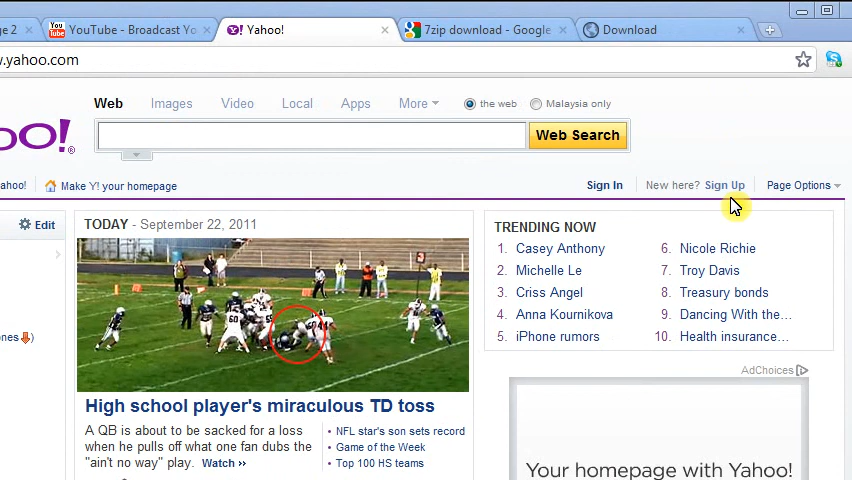 ge 2
YouTube - Broadcast Yo
Yahoo!
7zip download - Google
Download
w.yahoo.com
Web Images Video Local Apps More the web Malaysia only
oo!®
Web Search
ahoo! Make Y! your homepage Sign In New here? Sign Up Page Options
Edit
TODAY - September 22, 2011
TRENDING NOW
1. Casey Anthony
2. Michelle Le
3. Criss Angel
4. Anna Kournikova
5. iPhone rumors
6. Nicole Richie
7. Troy Davis
8. Treasury bonds
9. Dancing With the...
10. Health insurance...
ones
AdChoices
High school player's miraculous TD toss
A QB is about to be sacked for a loss
when he pulls off what one fan dubs the
"ain't no way" play. Watch ››
• NFL star's son sets record
• Game of the Week
• Top 100 HS teams
Your homepage with Yahoo!